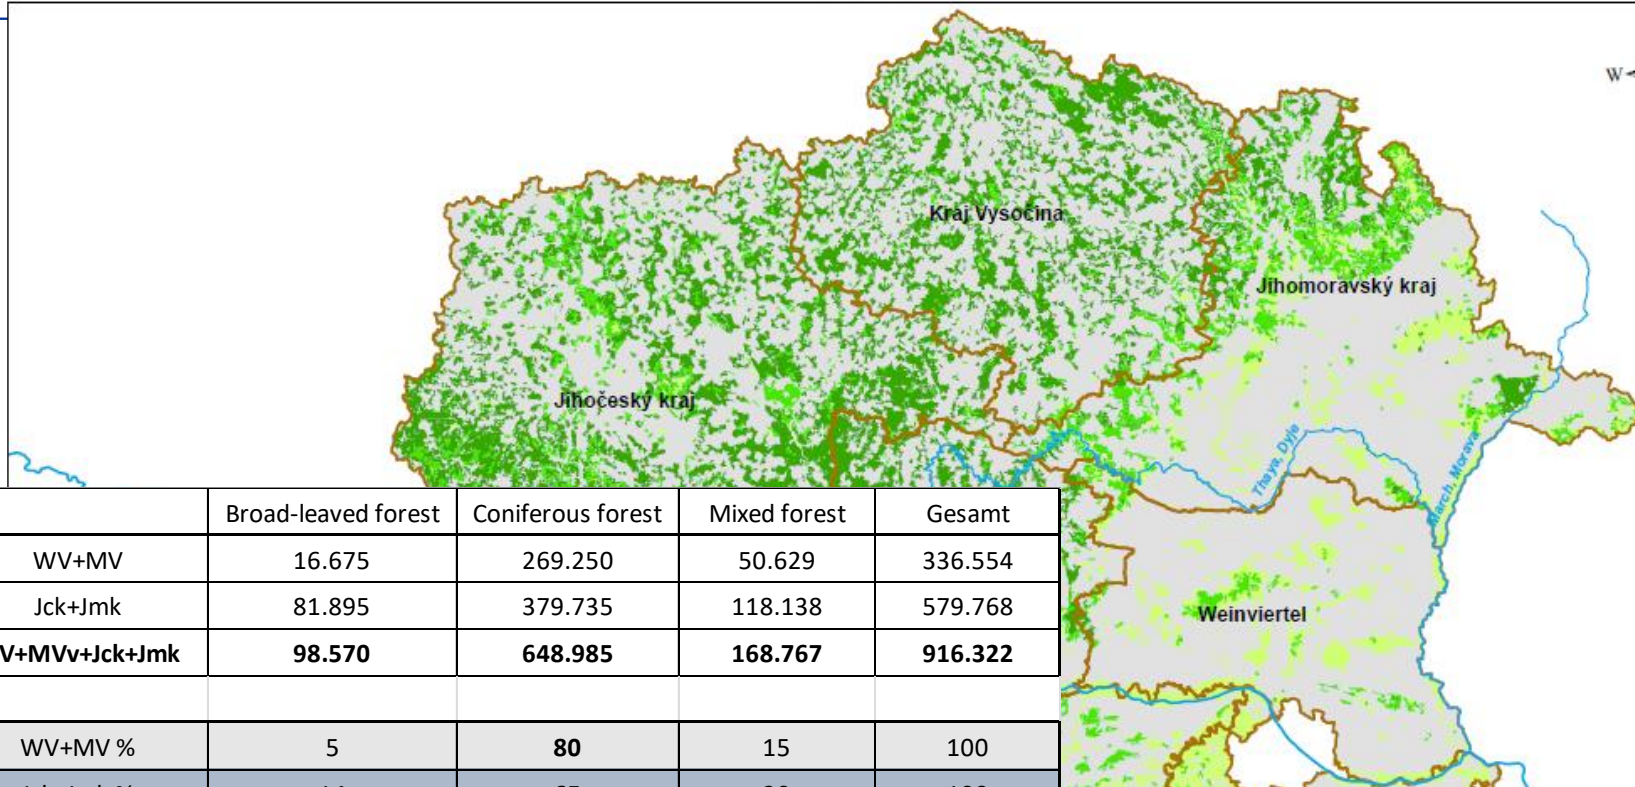 W
Kraj Vysočina
Jihomoravský kraj
Jihočeský kraj
Thaya, Dyje
March, Morava
Weinviertel
Broad-leaved forest Coniferous forest Mixed forest Gesamt
WV+MV 16.675 269.250 50.629 336.554
Jck+Jmk 81.895 379.735 118.138 579.768
V+MVv+Jck+Jmk 98.570 648.985 168.767 916.322
WV+MV % 5 80 15 100